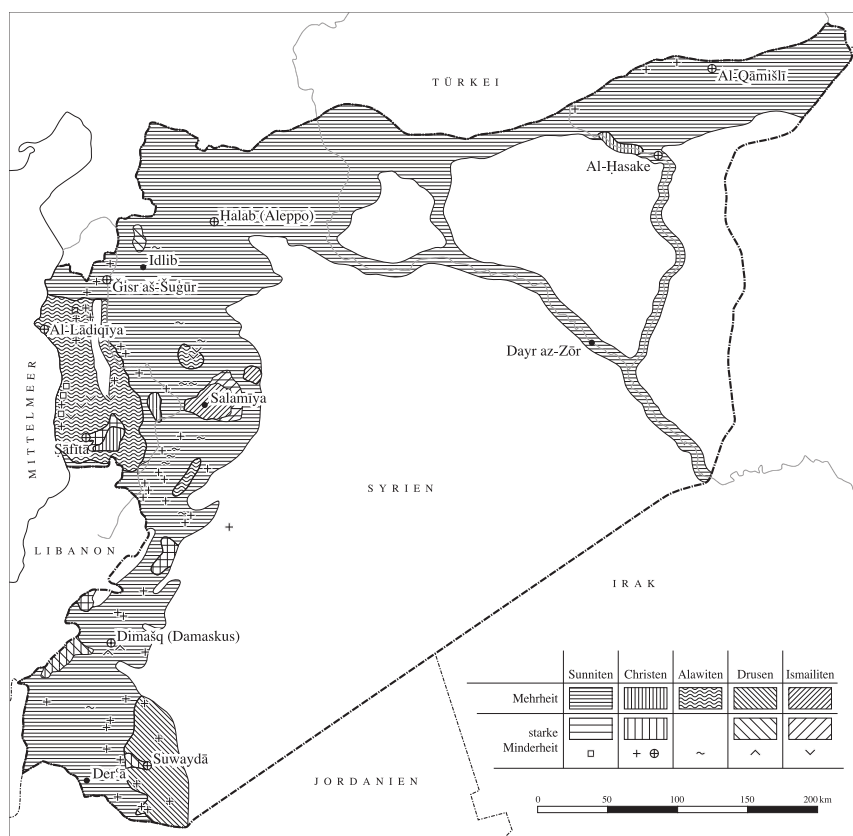 TÜRKEI
Al-Qāmišlī
Al-Ḥasake
Ḥalab (Aleppo)
Idlib
Ǧisr aš-Šuġūr
Al-Lādiqīya
Dayr az-Zōr
MITTELMEER
Salamīya
Ṣāfītā
SYRIEN
LIBANON
IRAK
Dimašq (Damaskus)
Suwaydā
Der‘ā
JORDANIEN
Sunniten Christen Alawiten Drusen Ismailiten
Mehrheit
starke
Minderheit
0 50 100 150 200 km